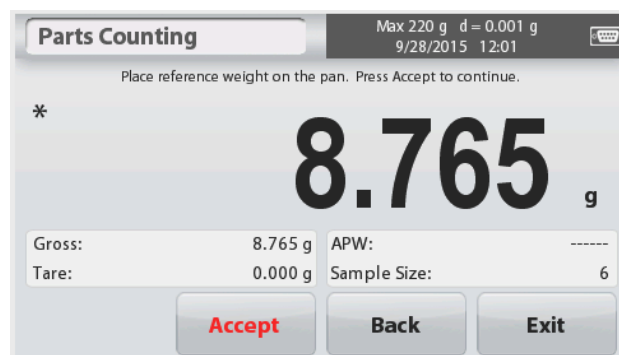 Parts Counting
Max 220 g d = 0.001 g
9/28/2015 12:01
Place reference weight on the pan. Press Accept to continue.
*
8.765 g
Gross: 8.765 g APW: ------
Tare: 0.000 g Sample Size: 6
Accept Back Exit